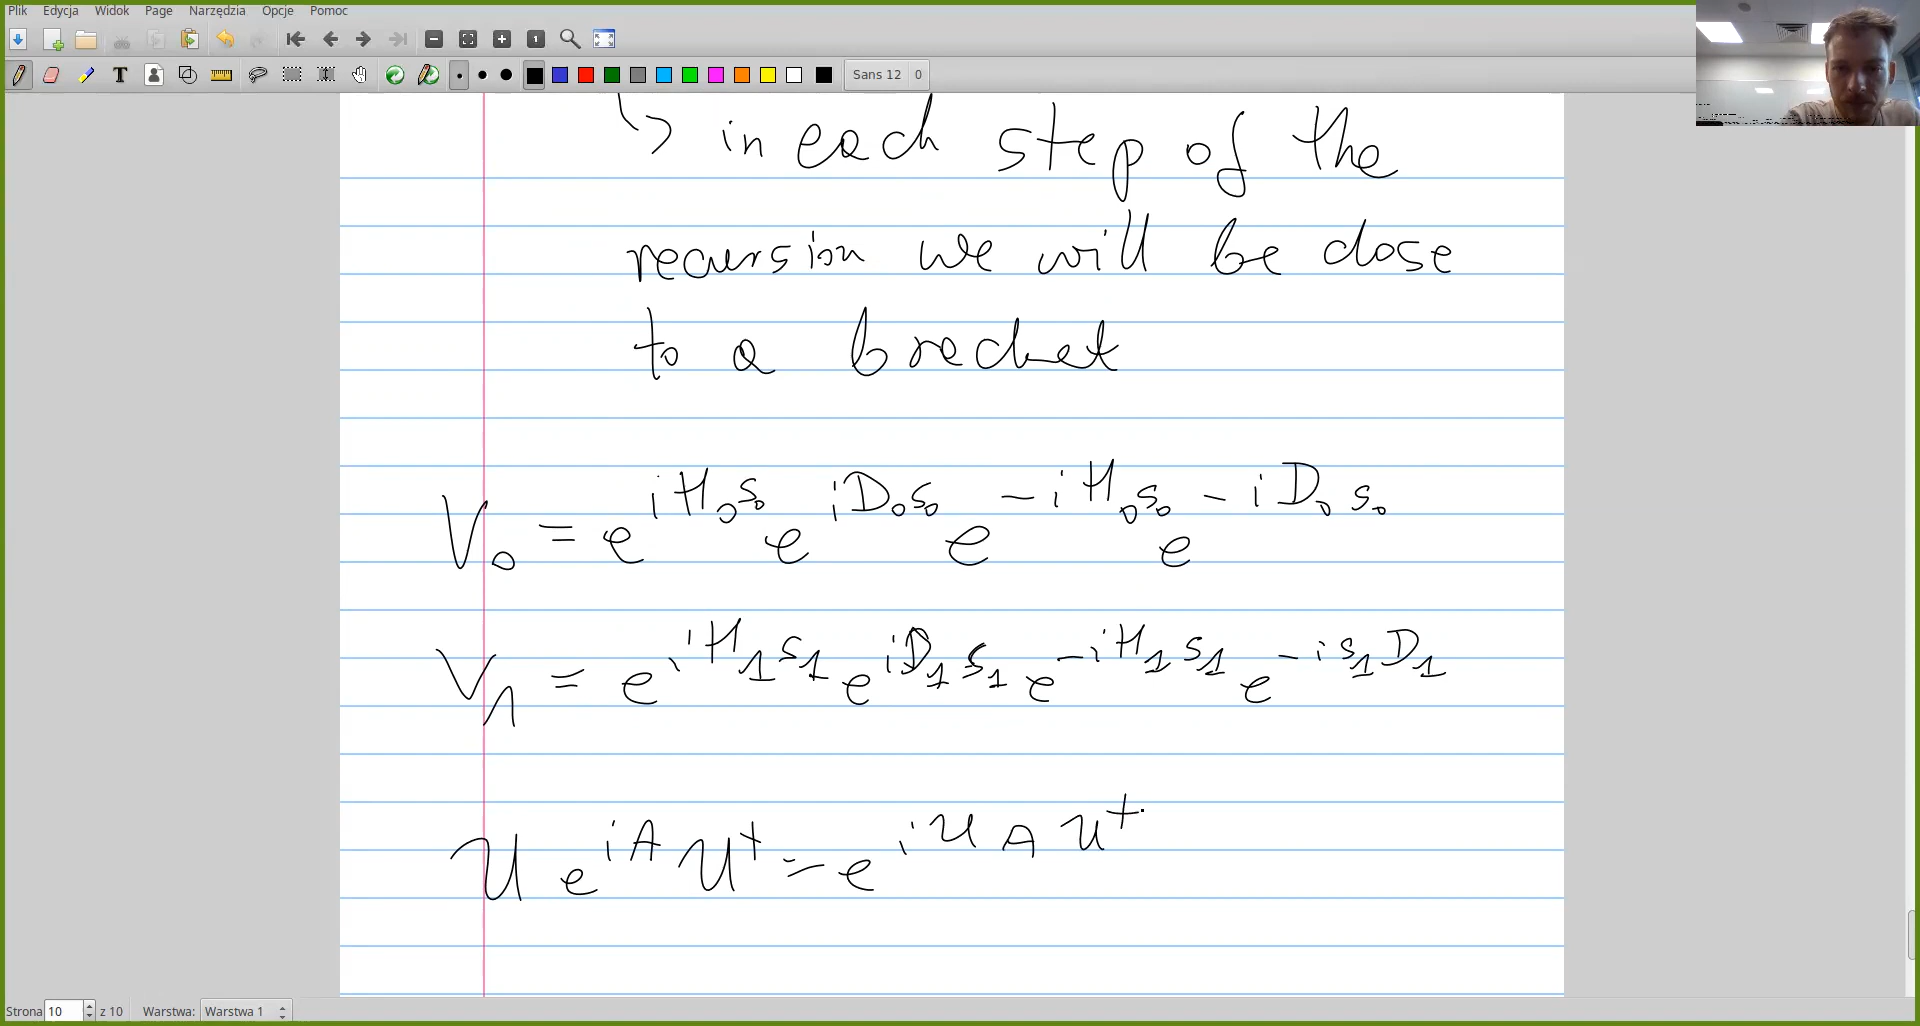 Plik Edycja Widok Page Narzędzia Opcje Pomoc
Sans 12 0
↳ in each step of the
recursion we will be close
to a bracket
V₀ = e^{iH₀s₀} e^{iD₀s₀} e^{-iH₀s₀} e^{-iD₀s₀}
V₁ = e^{iH₁s₁} e^{iD₁s₁} e^{-iH₁s₁} e^{-is₁D₁}
U e^{iA} U† = e^{iUAU†}
Strona 10 z 10 Warstwa: Warstwa 1